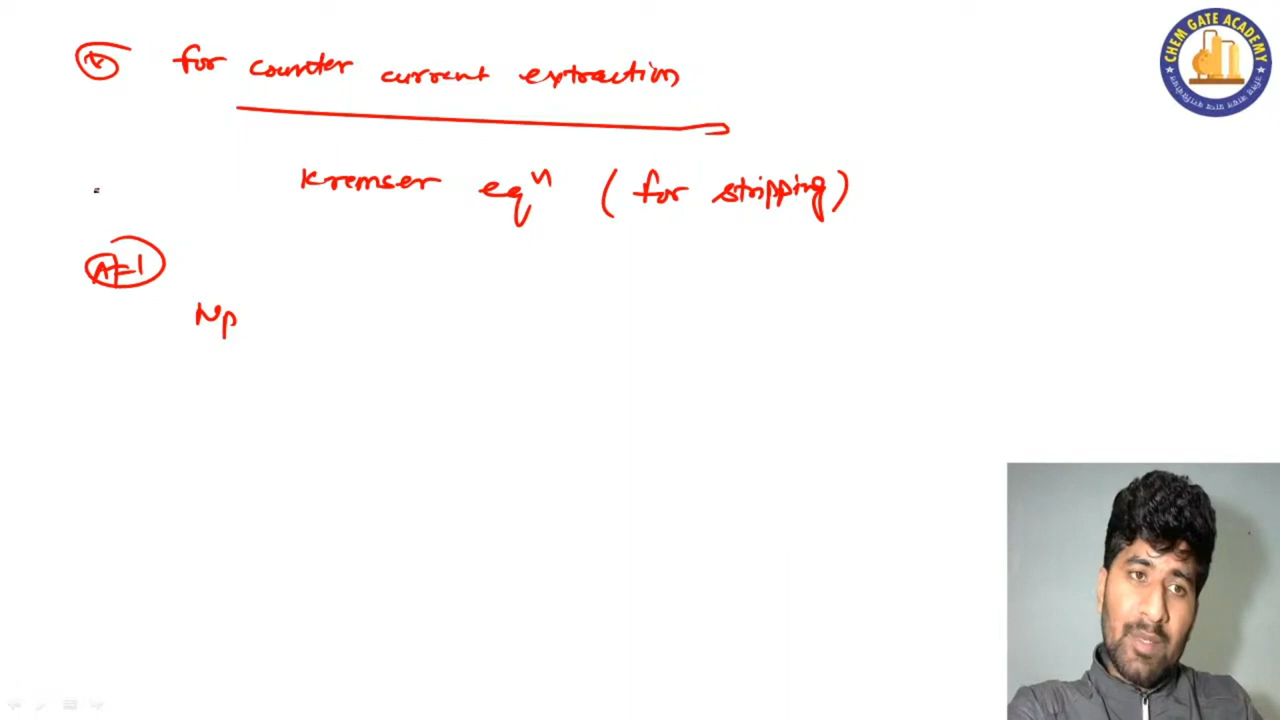 * for counter current extraction
CHEM GATE ACADEMY
kremser eqⁿ (for stripping)
A=1
Np